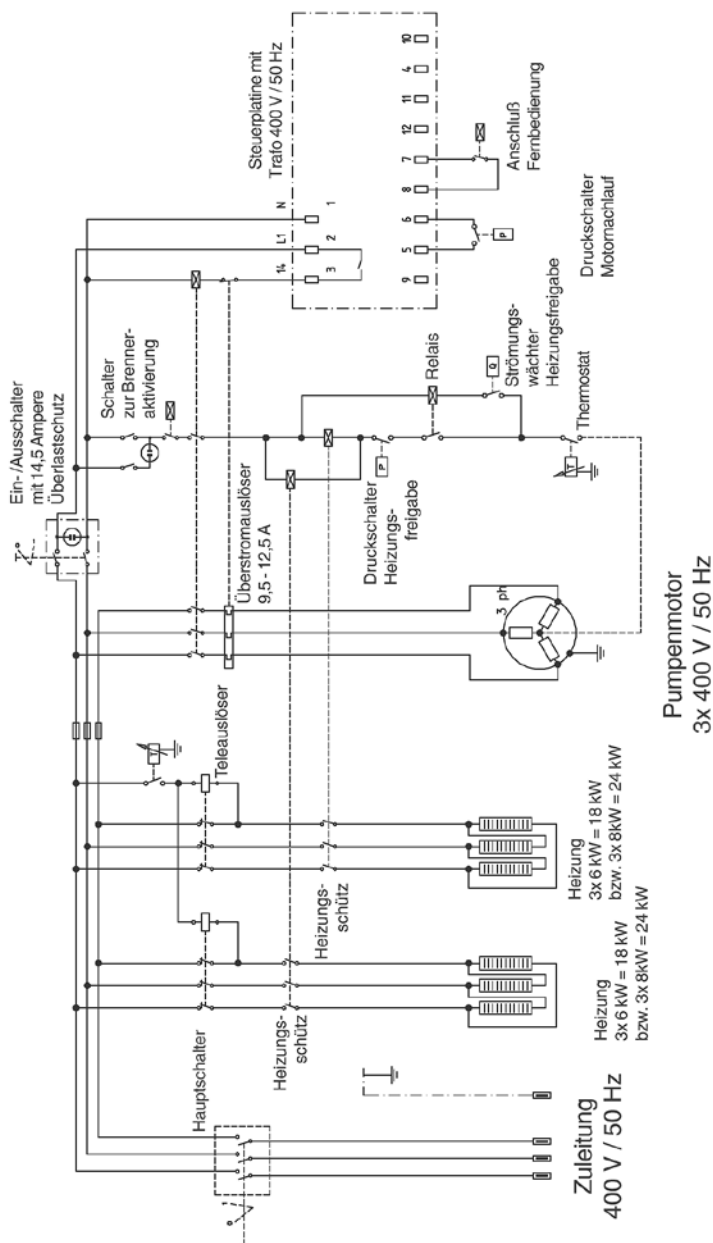 Ein-/Ausschalter
mit 14,5 Ampere
Überlastschutz
Schalter
zur Brenner-
aktivierung
Steuerplatine mit
Trafo 400 V / 50 Hz
14
L1
N
3
2
1
9
5
6
8
7
12
11
4
10
P
Druckschalter
Motornachlauf
Anschluß
Fernbedienung
Hauptschalter
Teleauslöser
T
Überstromauslöser
9,5 - 12,5 A
Heizungs-
schütz
Heizungs-
schütz
P
Druckschalter
Heizungs-
freigabe
Relais
Q
Strömungs-
wächter
Heizungsfreigabe
T
Thermostat
3 ph
Zuleitung
400 V / 50 Hz
Heizung
3x 6 kW = 18 kW
bzw. 3x 8kW = 24 kW
Heizung
3x 6 kW = 18 kW
bzw. 3x 8kW = 24 kW
Pumpenmotor
3x 400 V / 50 Hz